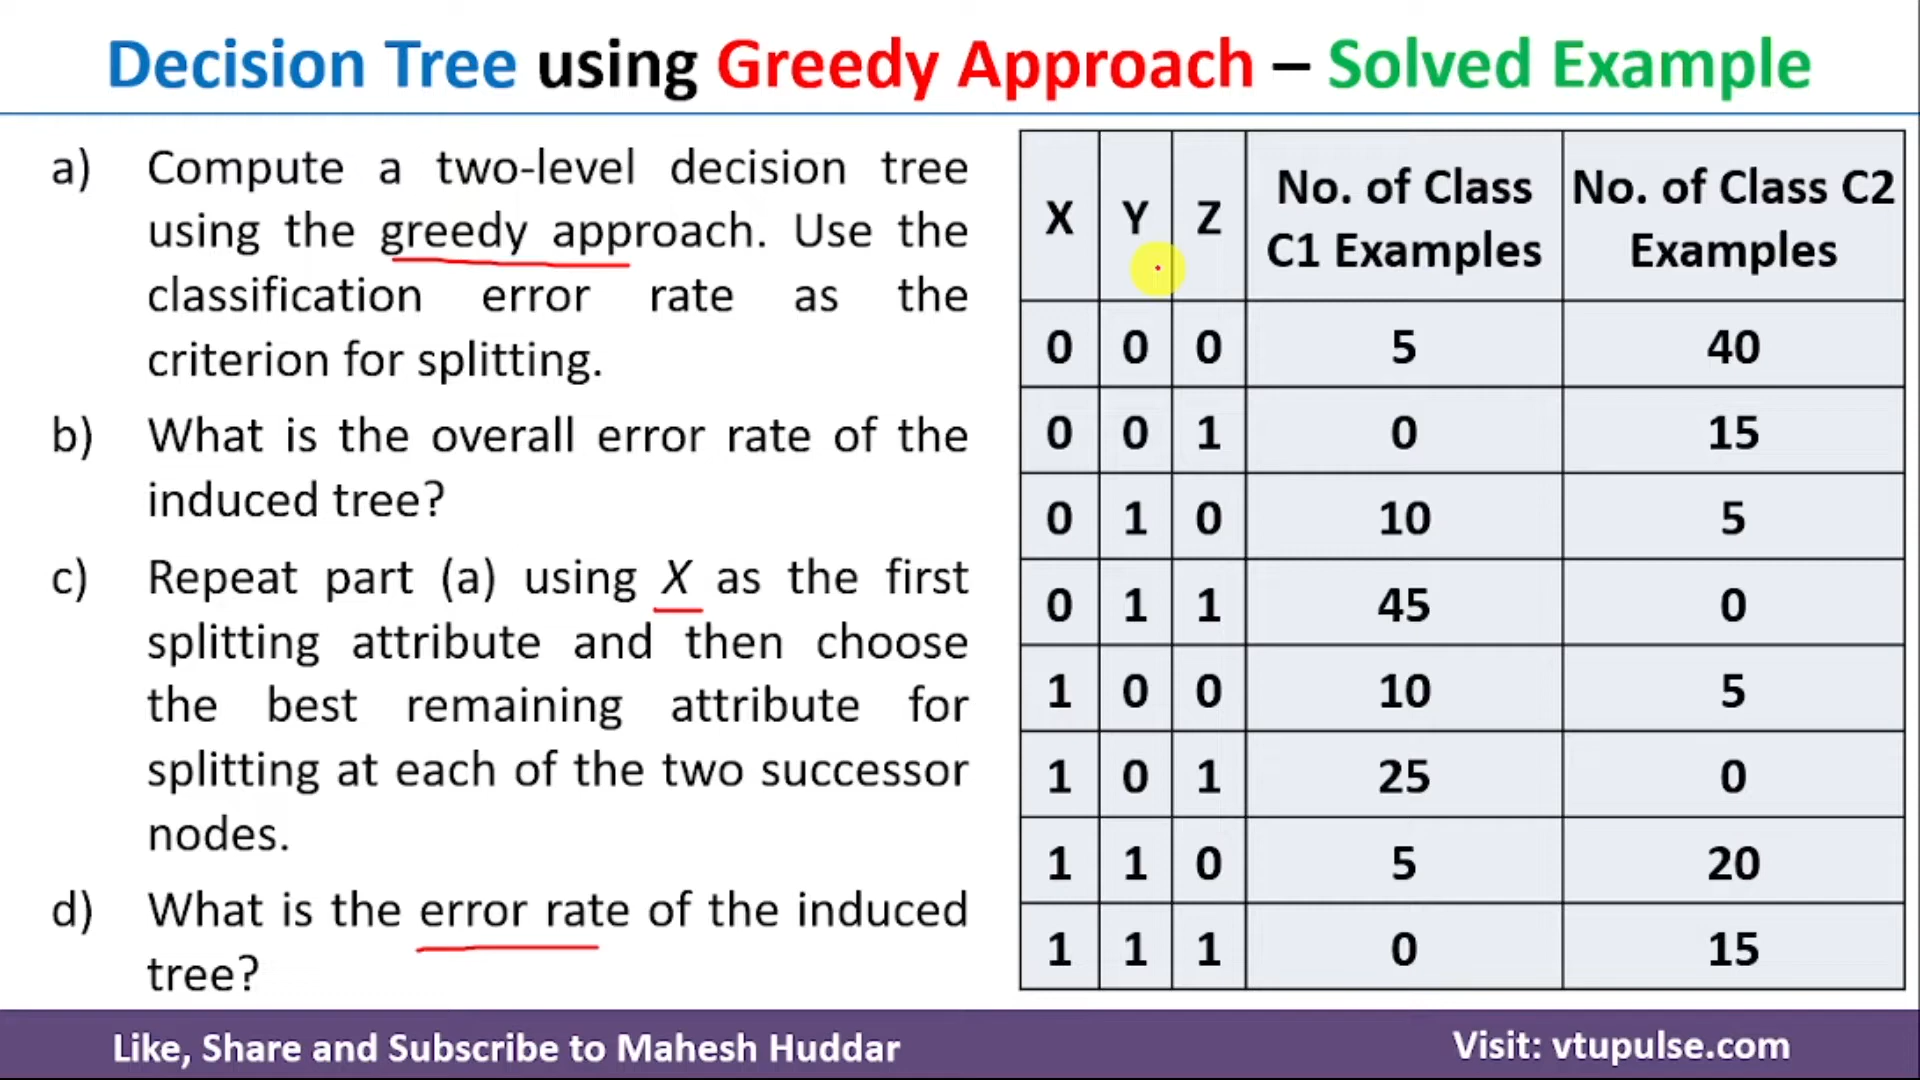 Decision Tree using Greedy Approach – Solved Example
a) Compute a two-level decision tree
using the greedy approach. Use the
classification error rate as the
criterion for splitting.
b) What is the overall error rate of the
induced tree?
c) Repeat part (a) using X as the first
splitting attribute and then choose
the best remaining attribute for
splitting at each of the two successor
nodes.
d) What is the error rate of the induced
tree?
X Y Z No. of Class C1 Examples No. of Class C2 Examples
0 0 0 5 40
0 0 1 0 15
0 1 0 10 5
0 1 1 45 0
1 0 0 10 5
1 0 1 25 0
1 1 0 5 20
1 1 1 0 15
Like, Share and Subscribe to Mahesh Huddar
Visit: vtupulse.com